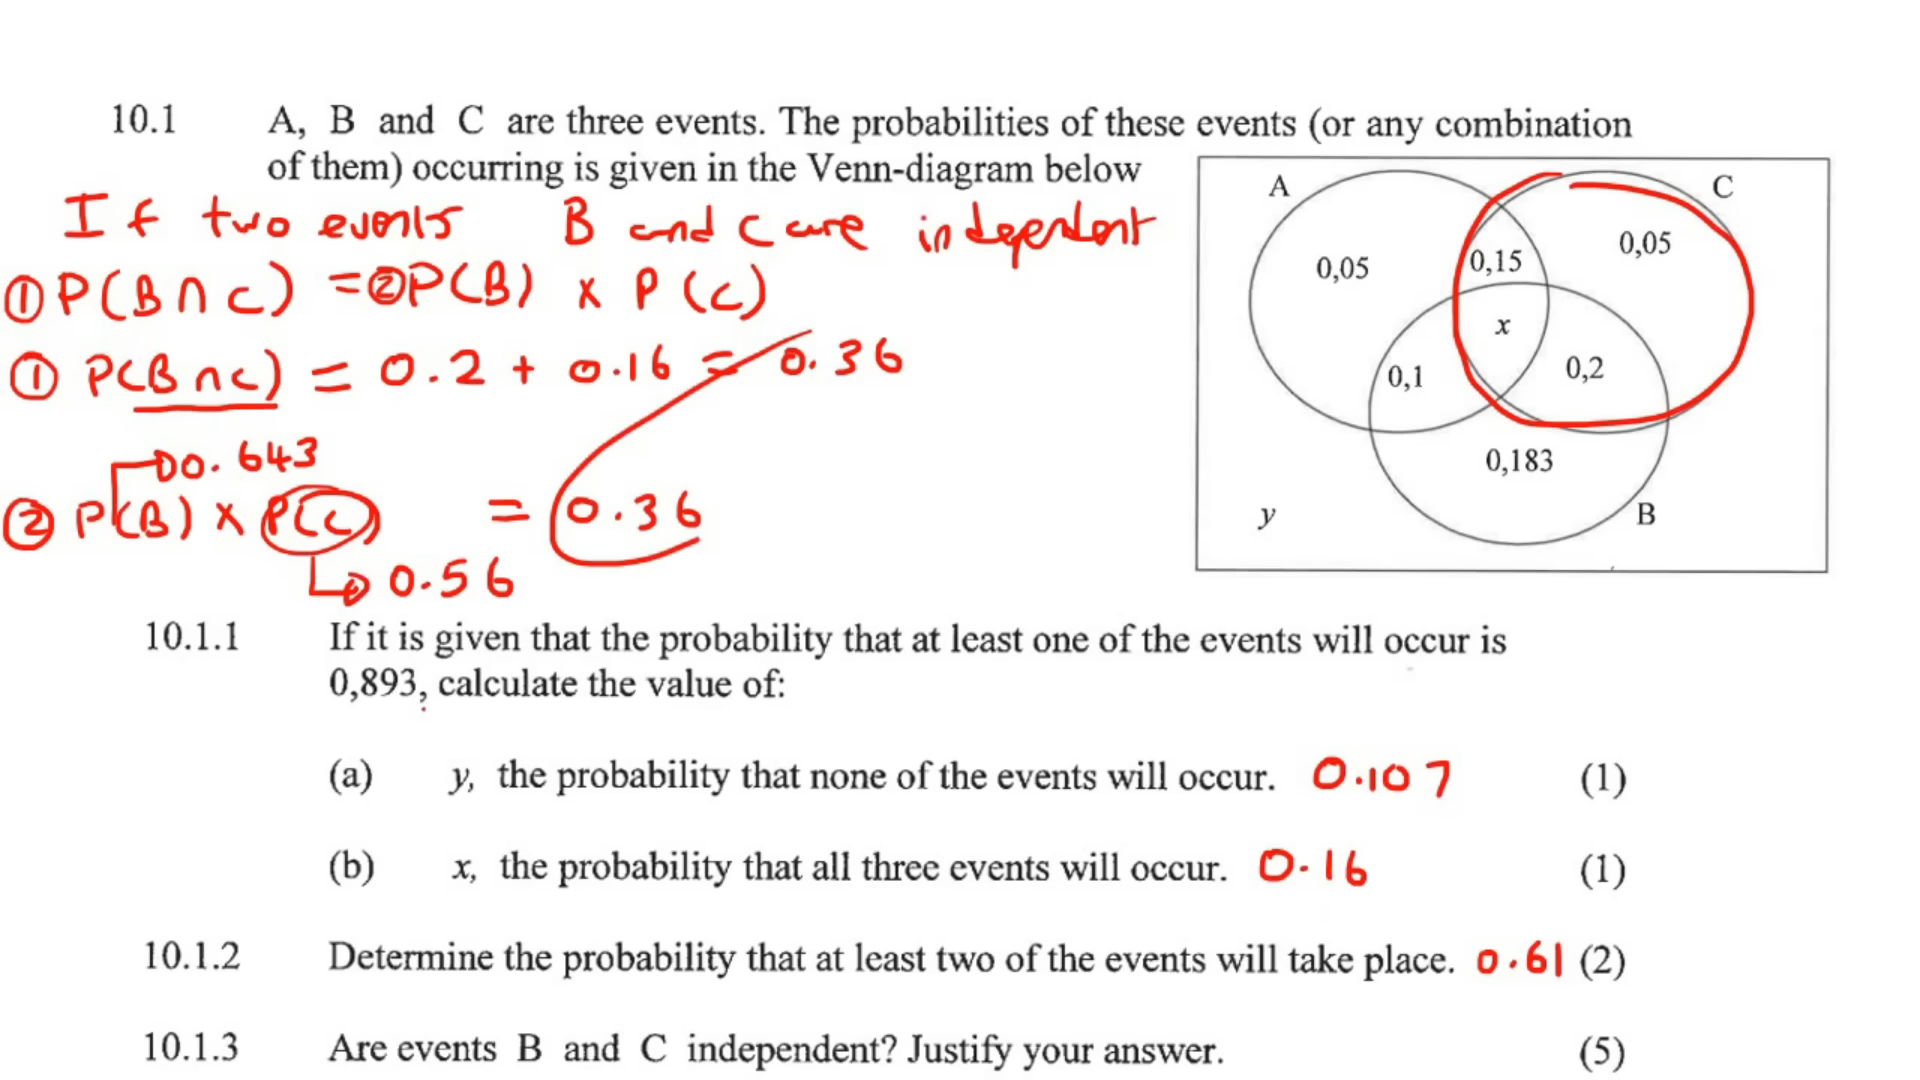 10.1 A, B and C are three events. The probabilities of these events (or any combination
of them) occurring is given in the Venn-diagram below
If two events B and C are independent
① P(B∩C) = ② P(B) × P(C)
① P(B∩C) = 0.2 + 0.16 = 0.36
0.643
② P(B) × P(C) = 0.36
0.56
A
C
0,05
0,15
0,05
x
0,1
0,2
0,183
y
B
10.1.1 If it is given that the probability that at least one of the events will occur is
0,893, calculate the value of:
(a) y, the probability that none of the events will occur. 0.107 (1)
(b) x, the probability that all three events will occur. 0.16 (1)
10.1.2 Determine the probability that at least two of the events will take place. 0.61 (2)
10.1.3 Are events B and C independent? Justify your answer. (5)